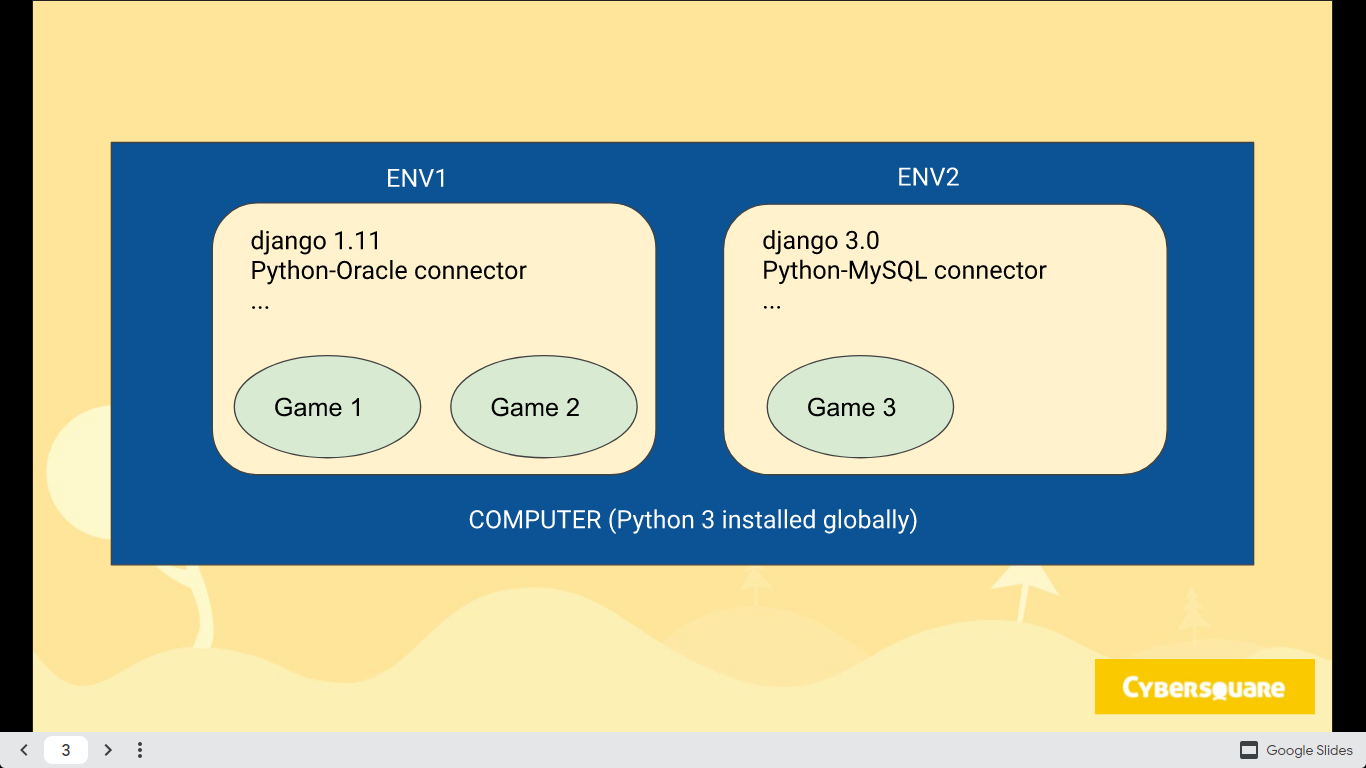 ENV1
ENV2
django 1.11
Python-Oracle connector
...
django 3.0
Python-MySQL connector
...
Game 1
Game 2
Game 3
COMPUTER (Python 3 installed globally)
CYBERSQUARE
3
Google Slides